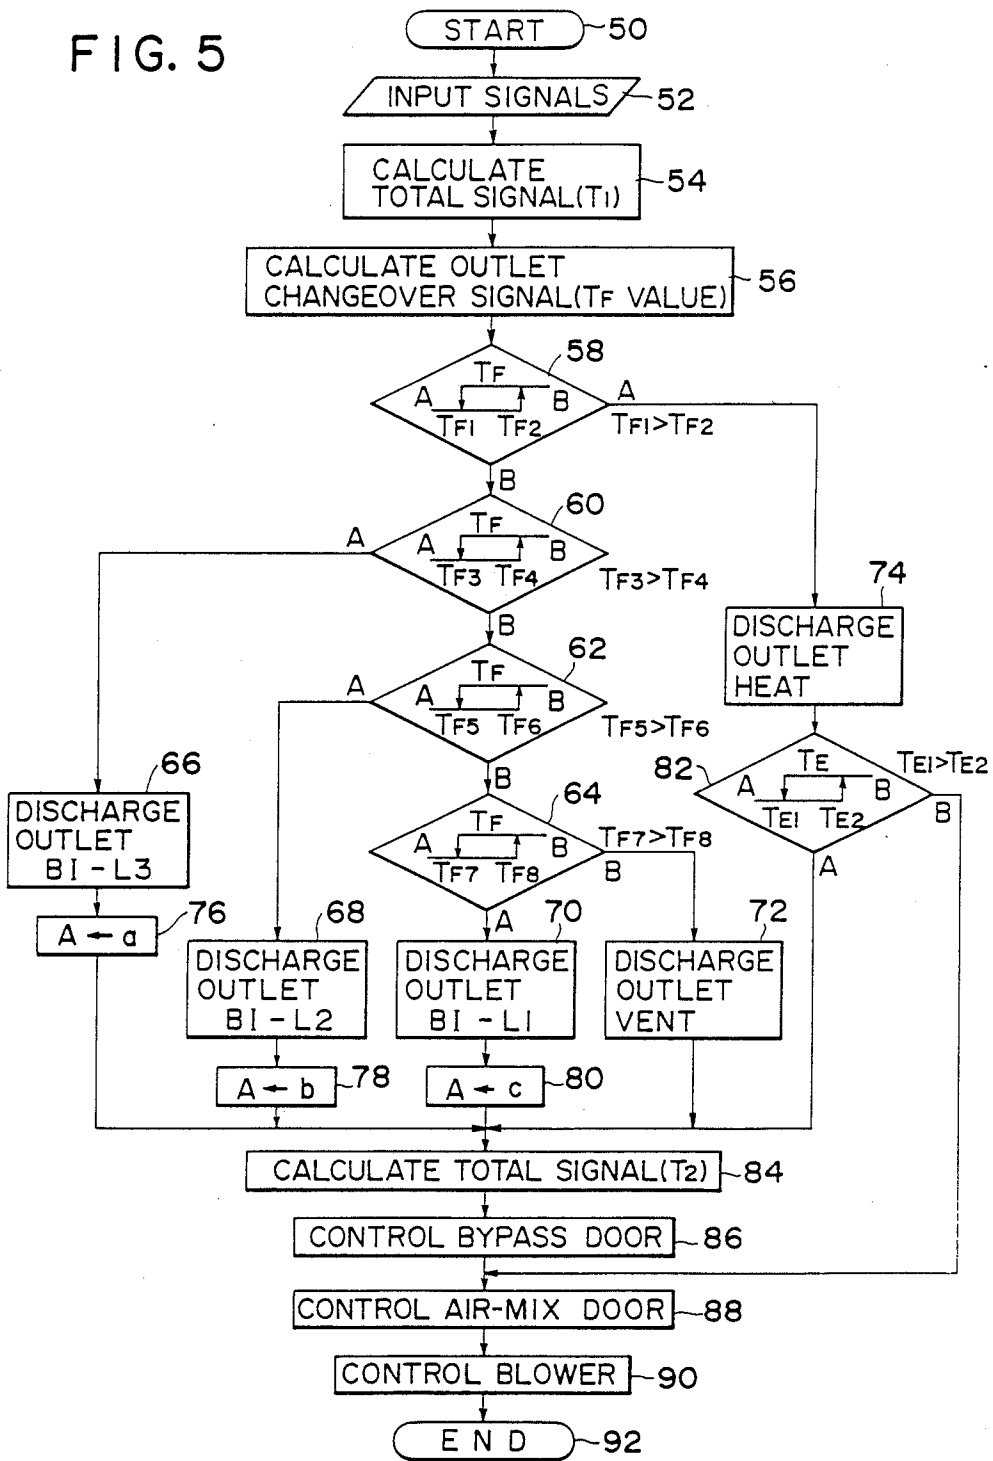 FIG. 5
START 50
INPUT SIGNALS 52
CALCULATE
TOTAL SIGNAL(T1) 54
CALCULATE OUTLET
CHANGEOVER SIGNAL(TF VALUE) 56
58
TF
A B
TF1 TF2
A
TF1>TF2
B
60
A
TF
A B
TF3 TF4
TF3>TF4
B
74
DISCHARGE
OUTLET
HEAT
62
A
TF
A B
TF5 TF6
TF5>TF6
B
82
TE
A B
TE1 TE2
TE1>TE2
B
A
66
DISCHARGE
OUTLET
BI-L3
64
TF
A B
TF7 TF8
TF7>TF8
B
A
76
A ← a
68
DISCHARGE
OUTLET
BI-L2
70
DISCHARGE
OUTLET
BI-L1
72
DISCHARGE
OUTLET
VENT
A ← b 78
A ← c 80
CALCULATE TOTAL SIGNAL(T2) 84
CONTROL BYPASS DOOR 86
CONTROL AIR-MIX DOOR 88
CONTROL BLOWER 90
END 92